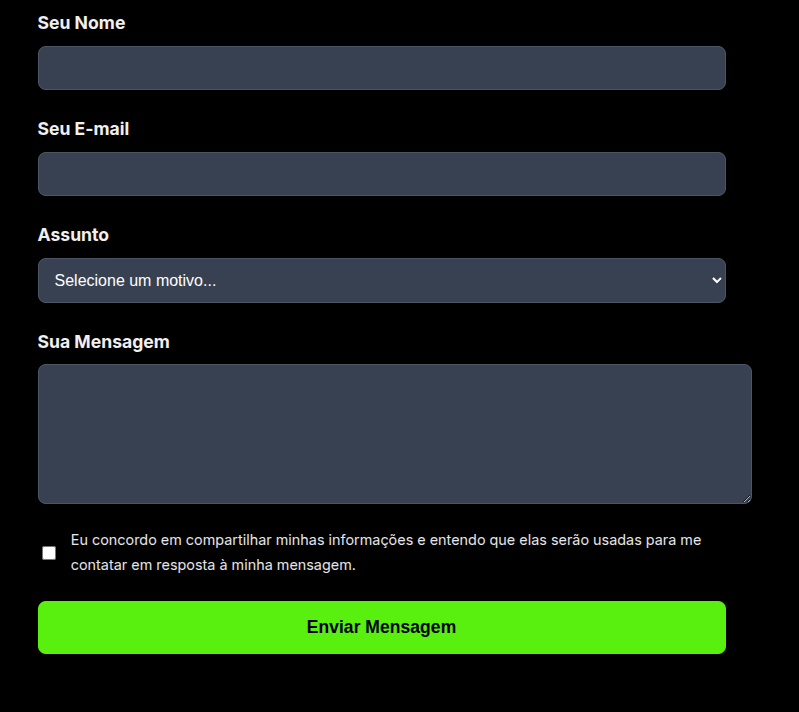 Seu Nome
Seu E-mail
Assunto
Selecione um motivo...
Sua Mensagem
Eu concordo em compartilhar minhas informações e entendo que elas serão usadas para me
contatar em resposta à minha mensagem.
Enviar Mensagem